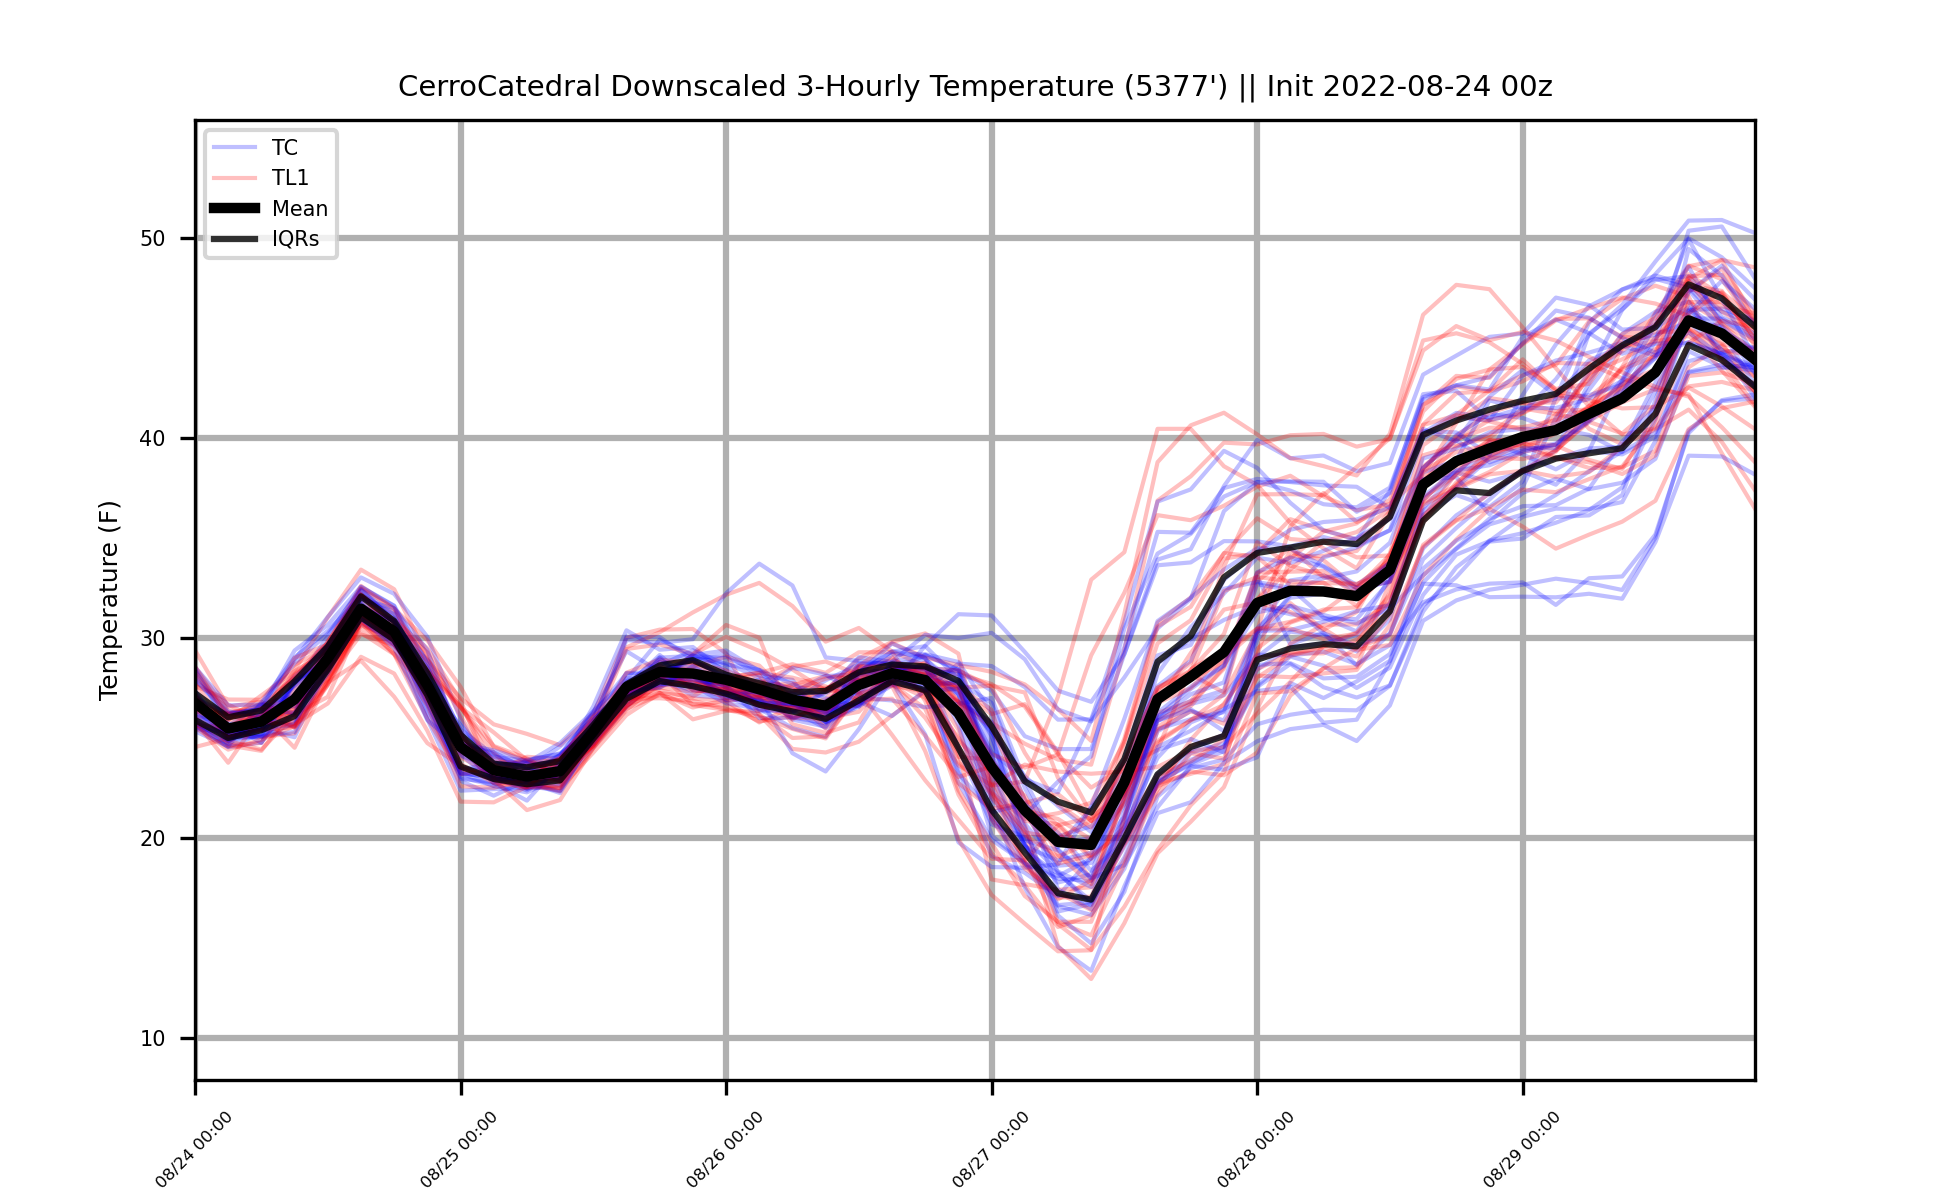 CerroCatedral Downscaled 3-Hourly Temperature (5377') || Init 2022-08-24 00z
TC
TL1
Mean
IQRs
Temperature (F)
50
40
30
20
10
08/24 00:00
08/25 00:00
08/26 00:00
08/27 00:00
08/28 00:00
08/29 00:00